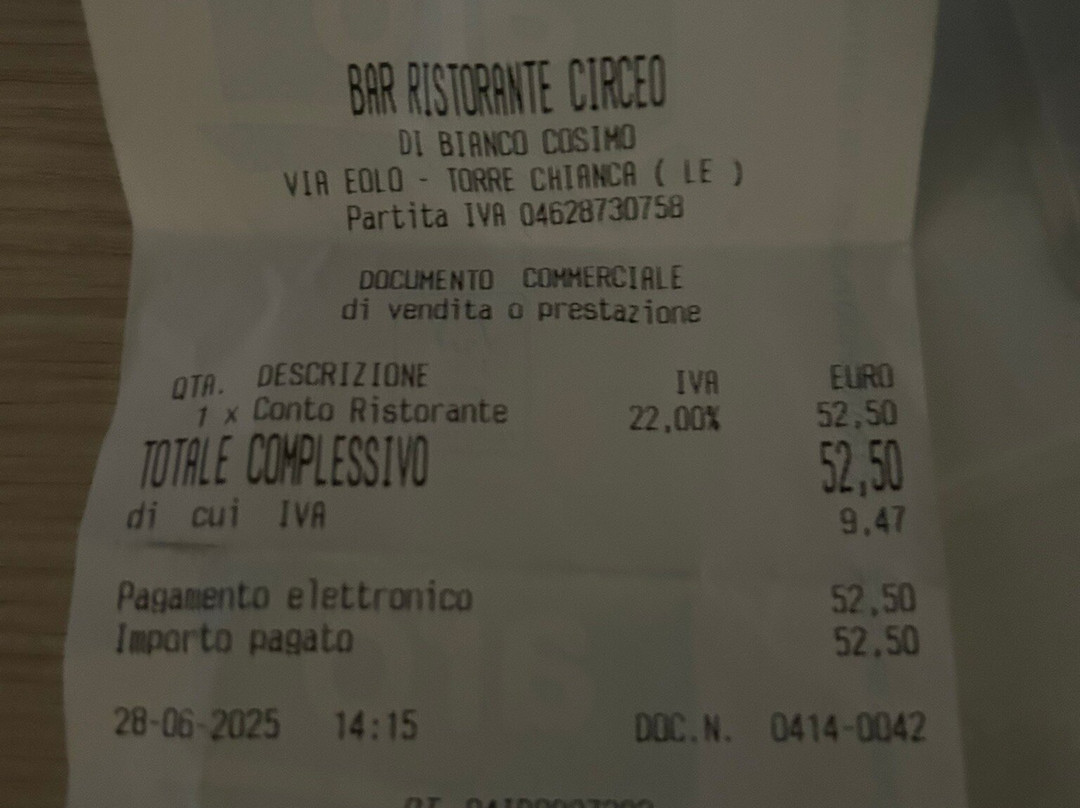 BAR RISTORANTE CIRCEO
DI BIANCO COSIMO
VIA EOLO - TORRE CHIANCA ( LE )
Partita IVA 04628730758
DOCUMENTO COMMERCIALE
di vendita o prestazione
QTA. DESCRIZIONE IVA EURO
1 x Conto Ristorante 22,00% 52,50
TOTALE COMPLESSIVO 52,50
di cui IVA 9,47
Pagamento elettronico 52,50
Importo pagato 52,50
28-06-2025 14:15 DOC.N. 0414-0042